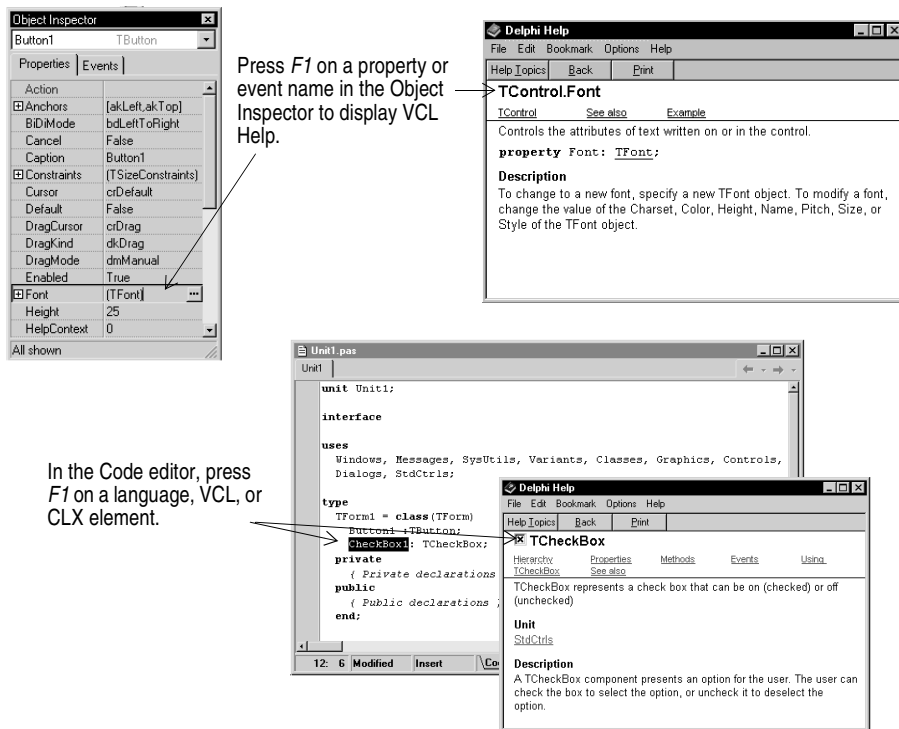 Object Inspector
Button1 TButton
Properties Events
Action
Anchors [akLeft,akTop]
BiDiMode bdLeftToRight
Cancel False
Caption Button1
Constraints (TSizeConstraints)
Cursor crDefault
Default False
DragCursor crDrag
DragKind dkDrag
DragMode dmManual
Enabled True
Font (TFont) ...
Height 25
HelpContext 0
All shown
Press F1 on a property or
event name in the Object
Inspector to display VCL
Help.
Delphi Help
File Edit Bookmark Options Help
Help Topics Back Print
TControl.Font
TControl See also Example
Controls the attributes of text written on or in the control.
property Font: TFont;
Description
To change to a new font, specify a new TFont object. To modify a font,
change the value of the Charset, Color, Height, Name, Pitch, Size, or
Style of the TFont object.
In the Code editor, press
F1 on a language, VCL, or
CLX element.
Unit1.pas
Unit1
unit Unit1;
interface
uses
Windows, Messages, SysUtils, Variants, Classes, Graphics, Controls,
Dialogs, StdCtrls;
type
TForm1 = class(TForm)
Button1 :TButton;
CheckBox1: TCheckBox;
private
{ Private declarations
public
{ Public declarations }
end;
12: 6 Modified Insert \Co
Delphi Help
File Edit Bookmark Options Help
Help Topics Back Print
TCheckBox
Hierarchy Properties Methods Events Using
TCheckBox See also
TCheckBox represents a check box that can be on (checked) or off
(unchecked)
Unit
StdCtrls
Description
A TCheckBox component presents an option for the user. The user can
check the box to select the option, or uncheck it to deselect the
option.